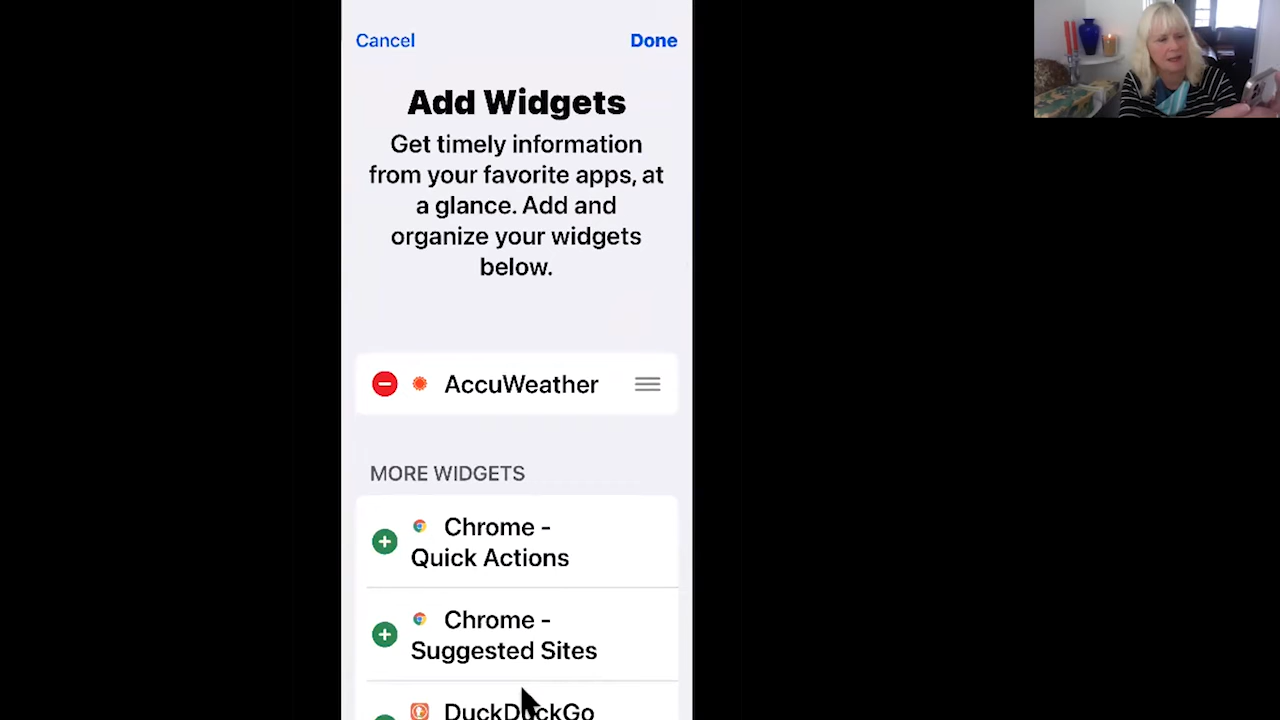 Cancel
Done
Add Widgets
Get timely information
from your favorite apps, at
a glance. Add and
organize your widgets
below.
AccuWeather
MORE WIDGETS
Chrome -
Quick Actions
Chrome -
Suggested Sites
DuckDuckGo